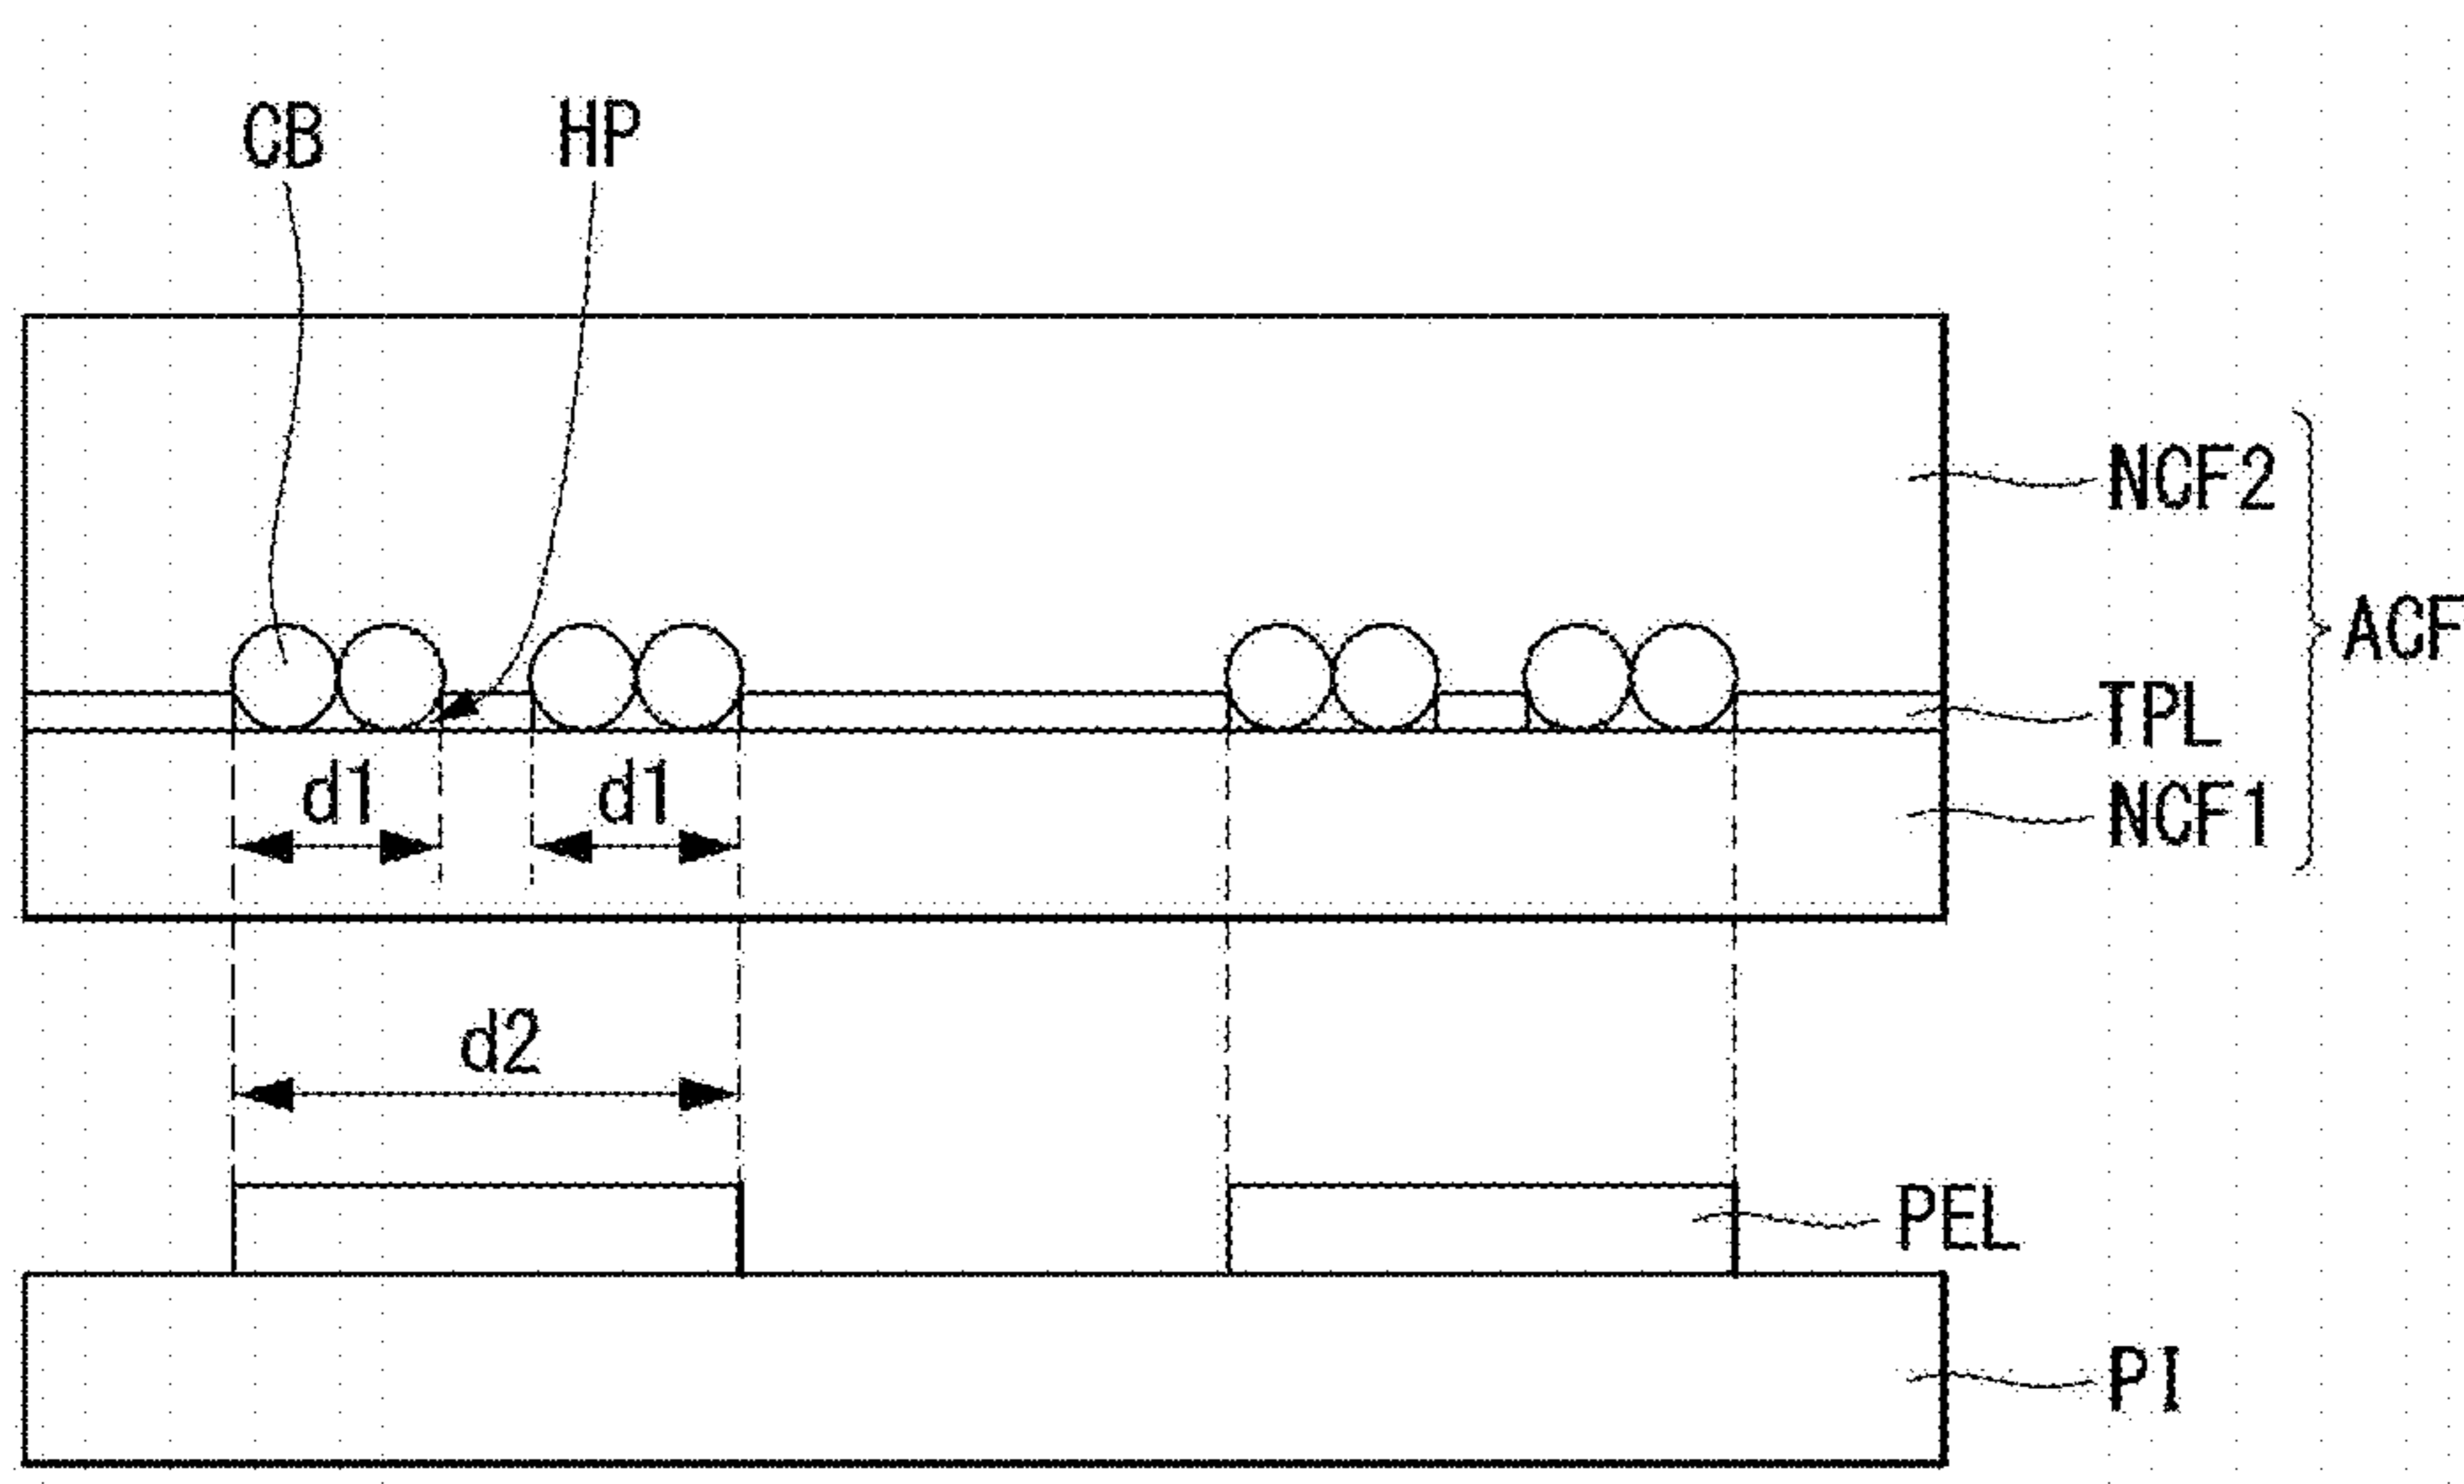 CB HP
NCF2
ACF
TPL
NCF1
d1 d1
d2
PEL
PI